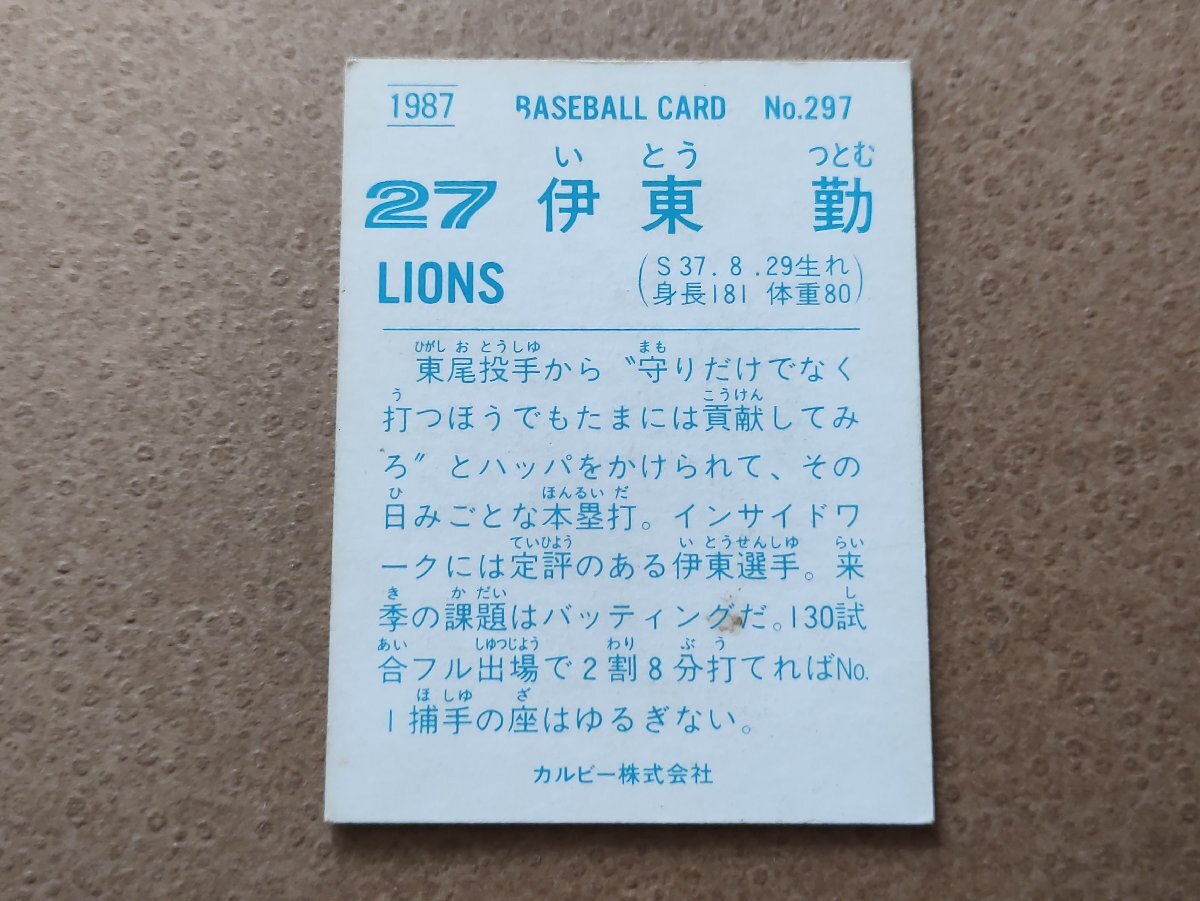 1987 BASEBALL CARD No.297
い とう つとむ
27 伊東 勤
LIONS
(S37.8.29生れ
身長181 体重80)
ひがし お とうしゆ まも
東尾投手から〝守りだけでなく
う こうけん
打つほうでもたまには貢献してみ
ろ〞とハッパをかけられて、その
ひ ほんるい だ
日みごとな本塁打。インサイドワ
ていひよう い とうせんしゆ らい
ークには定評のある伊東選手。来
き か だい し
季の課題はバッティングだ。130試
あい しゆつじよう わり ぶ う
合フル出場で2割8分打てればNo.
ほ しゆ ざ
1捕手の座はゆるぎない。
カルビー株式会社